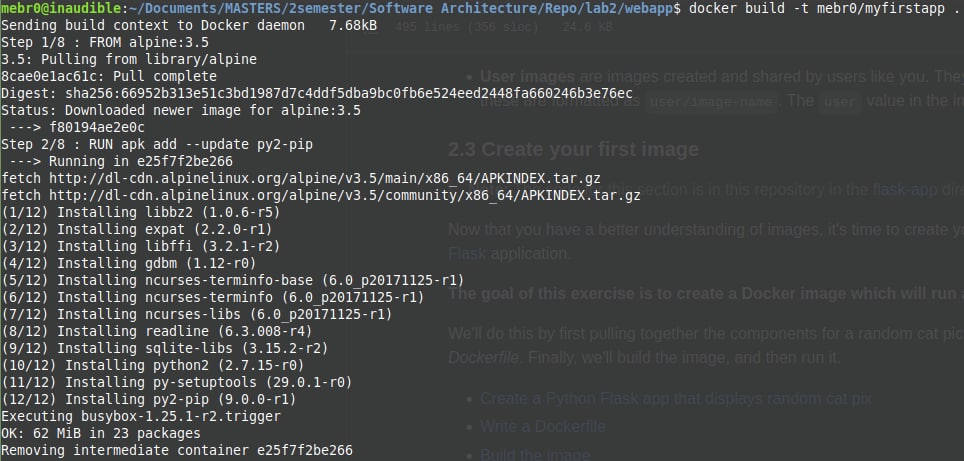 mebr0@inaudible:~/Documents/MASTERS/2semester/Software Architecture/Repo/lab2/webapp$ docker build -t mebr0/myfirstapp .
Sending build context to Docker daemon   7.68kB
495 lines (356 sloc)   24.6 KB
Step 1/8 : FROM alpine:3.5
3.5: Pulling from library/alpine
8cae0e1ac61c: Pull complete
Digest: sha256:66952b313e51c3bd1987d7c4ddf5dba9bc0fb6e524eed2448fa660246b3e76ec
Status: Downloaded newer image for alpine:3.5
 ---> f80194ae2e0c
Step 2/8 : RUN apk add --update py2-pip
 ---> Running in e25f7f2be266
fetch http://dl-cdn.alpinelinux.org/alpine/v3.5/main/x86_64/APKINDEX.tar.gz
fetch http://dl-cdn.alpinelinux.org/alpine/v3.5/community/x86_64/APKINDEX.tar.gz
(1/12) Installing libbz2 (1.0.6-r5)
(2/12) Installing expat (2.2.0-r1)
(3/12) Installing libffi (3.2.1-r2)
(4/12) Installing gdbm (1.12-r0)
(5/12) Installing ncurses-terminfo-base (6.0_p20171125-r1)
(6/12) Installing ncurses-terminfo (6.0_p20171125-r1)
(7/12) Installing ncurses-libs (6.0_p20171125-r1)
(8/12) Installing readline (6.3.008-r4)
(9/12) Installing sqlite-libs (3.15.2-r2)
(10/12) Installing python2 (2.7.15-r0)
(11/12) Installing py-setuptools (29.0.1-r0)
(12/12) Installing py2-pip (9.0.0-r1)
Executing busybox-1.25.1-r2.trigger
OK: 62 MiB in 23 packages
Removing intermediate container e25f7f2be266
User images are images created and shared by users like you. They
these are formatted as user/image-name. The user value in the im
2.3 Create your first image
this section is in this repository in the flask-app dire
Now that you have a better understanding of images, it's time to create yo
Flask application.
The goal of this exercise is to create a Docker image which will run a
We'll do this by first pulling together the components for a random cat pic
Dockerfile. Finally, we'll build the image, and then run it.
Create a Python Flask app that displays random cat pix
Write a Dockerfile
Build the image